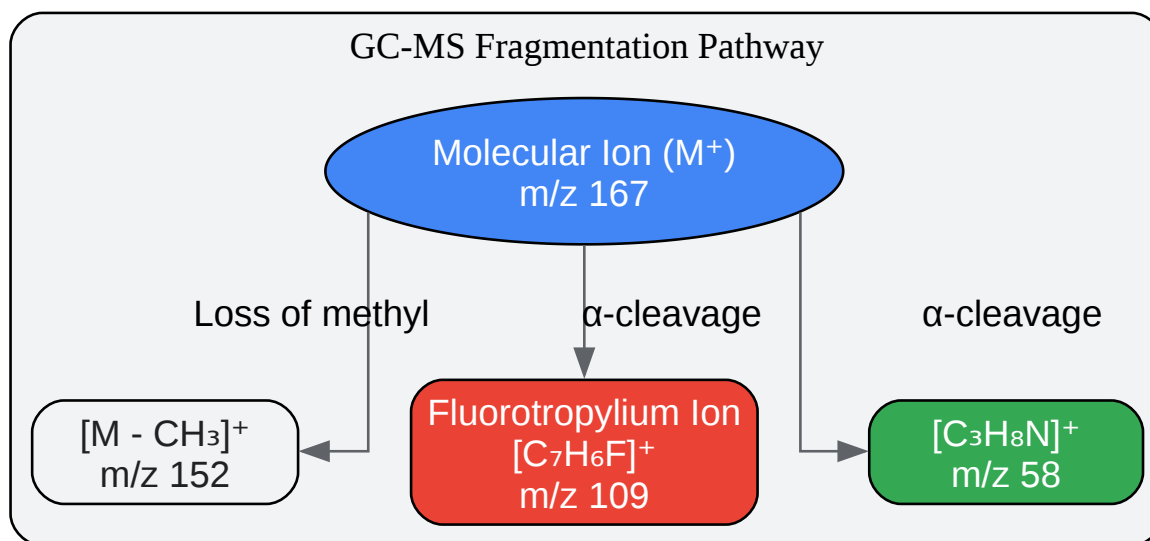 GC-MS Fragmentation Pathway
Molecular Ion (M⁺)
m/z 167
Loss of methyl
α-cleavage
α-cleavage
[M - CH₃]⁺
m/z 152
Fluorotropylium Ion
[C₇H₆F]⁺
m/z 109
[C₃H₈N]⁺
m/z 58